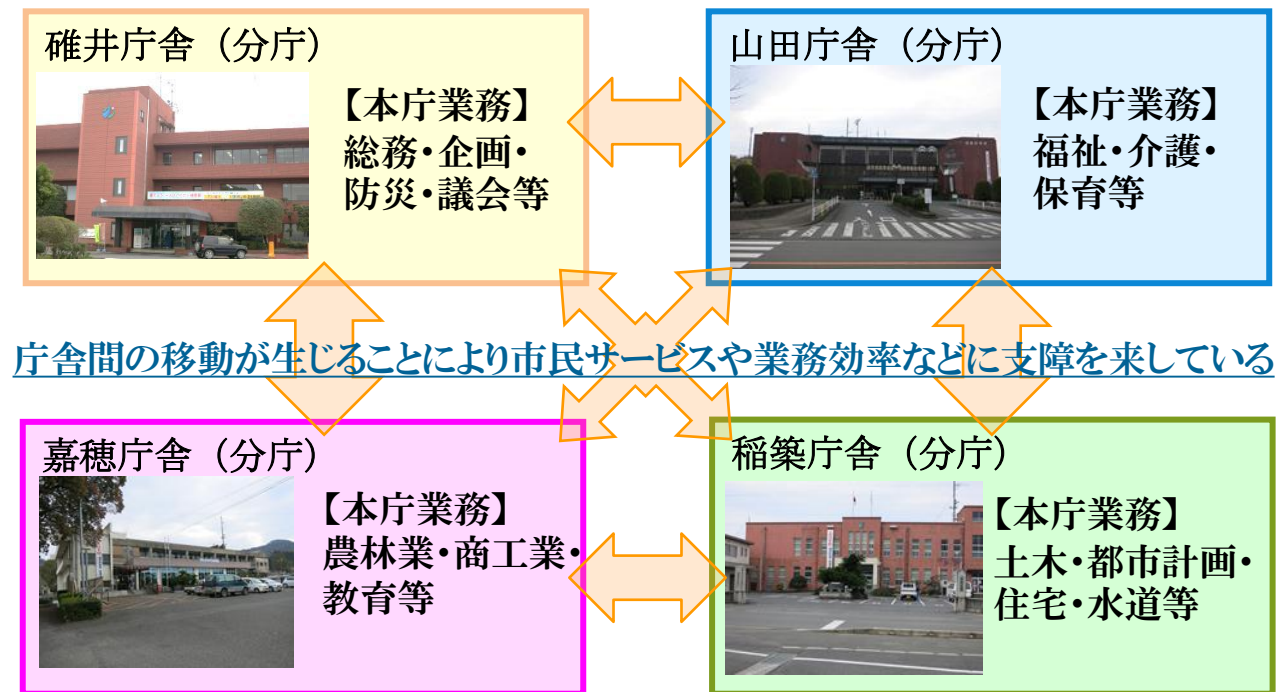 碓井庁舎（分庁）
【本庁業務】
総務・企画・
防災・議会等
山田庁舎（分庁）
【本庁業務】
福祉・介護・
保育等
庁舎間の移動が生じることにより市民サービスや業務効率などに支障を来している
嘉穂庁舎（分庁）
【本庁業務】
農林業・商工業・
教育等
稲築庁舎（分庁）
【本庁業務】
土木・都市計画・
住宅・水道等